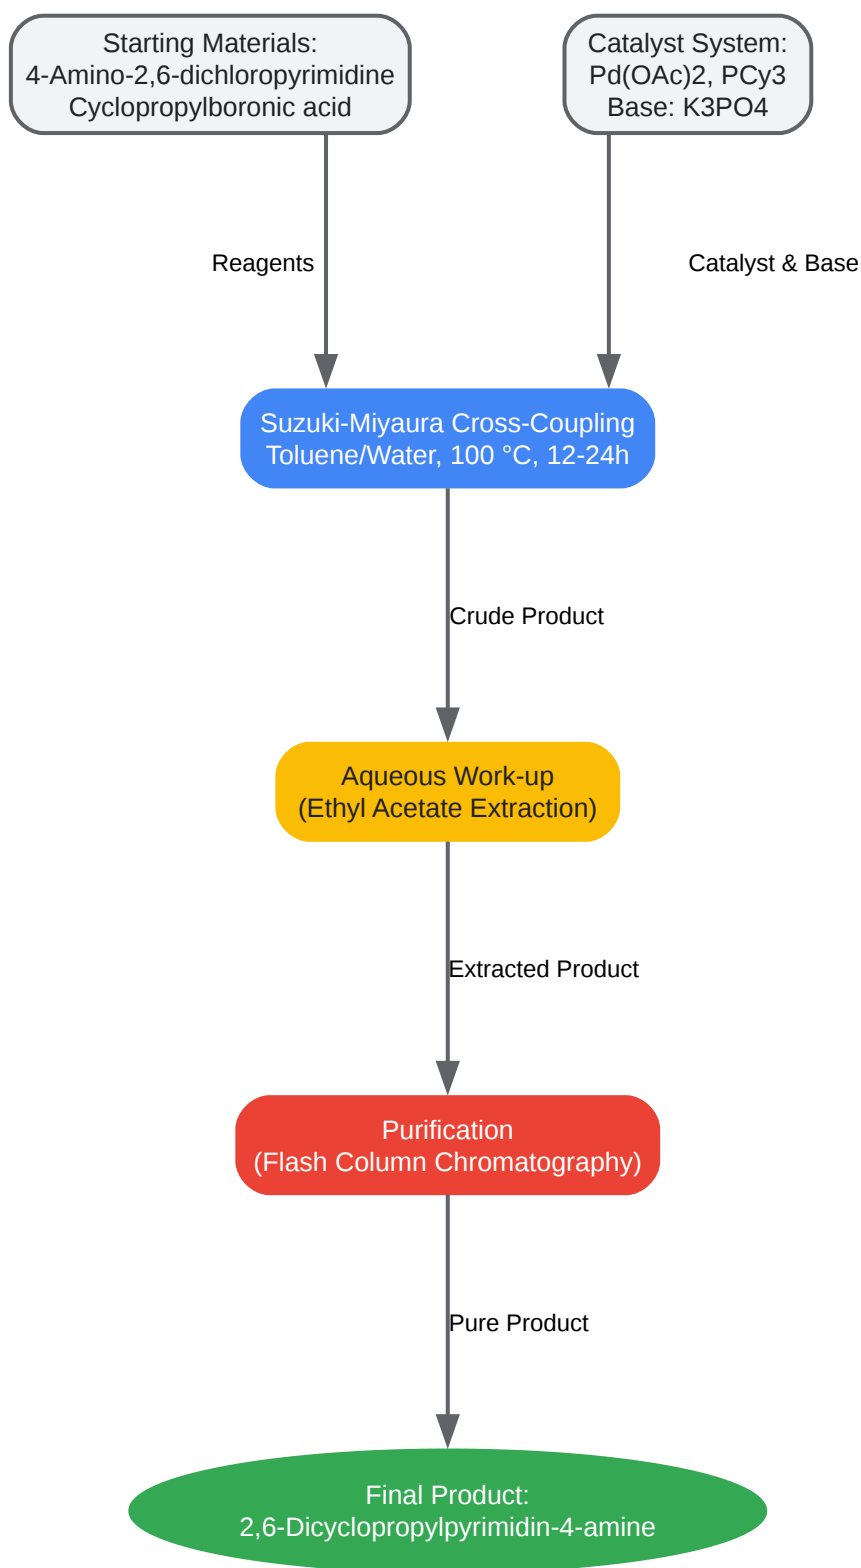 Starting Materials:
4-Amino-2,6-dichloropyrimidine
Cyclopropylboronic acid
Catalyst System:
Pd(OAc)2, PCy3
Base: K3PO4
Reagents
Catalyst & Base
Suzuki-Miyaura Cross-Coupling
Toluene/Water, 100 °C, 12-24h
Crude Product
Aqueous Work-up
(Ethyl Acetate Extraction)
Extracted Product
Purification
(Flash Column Chromatography)
Pure Product
Final Product:
2,6-Dicyclopropylpyrimidin-4-amine